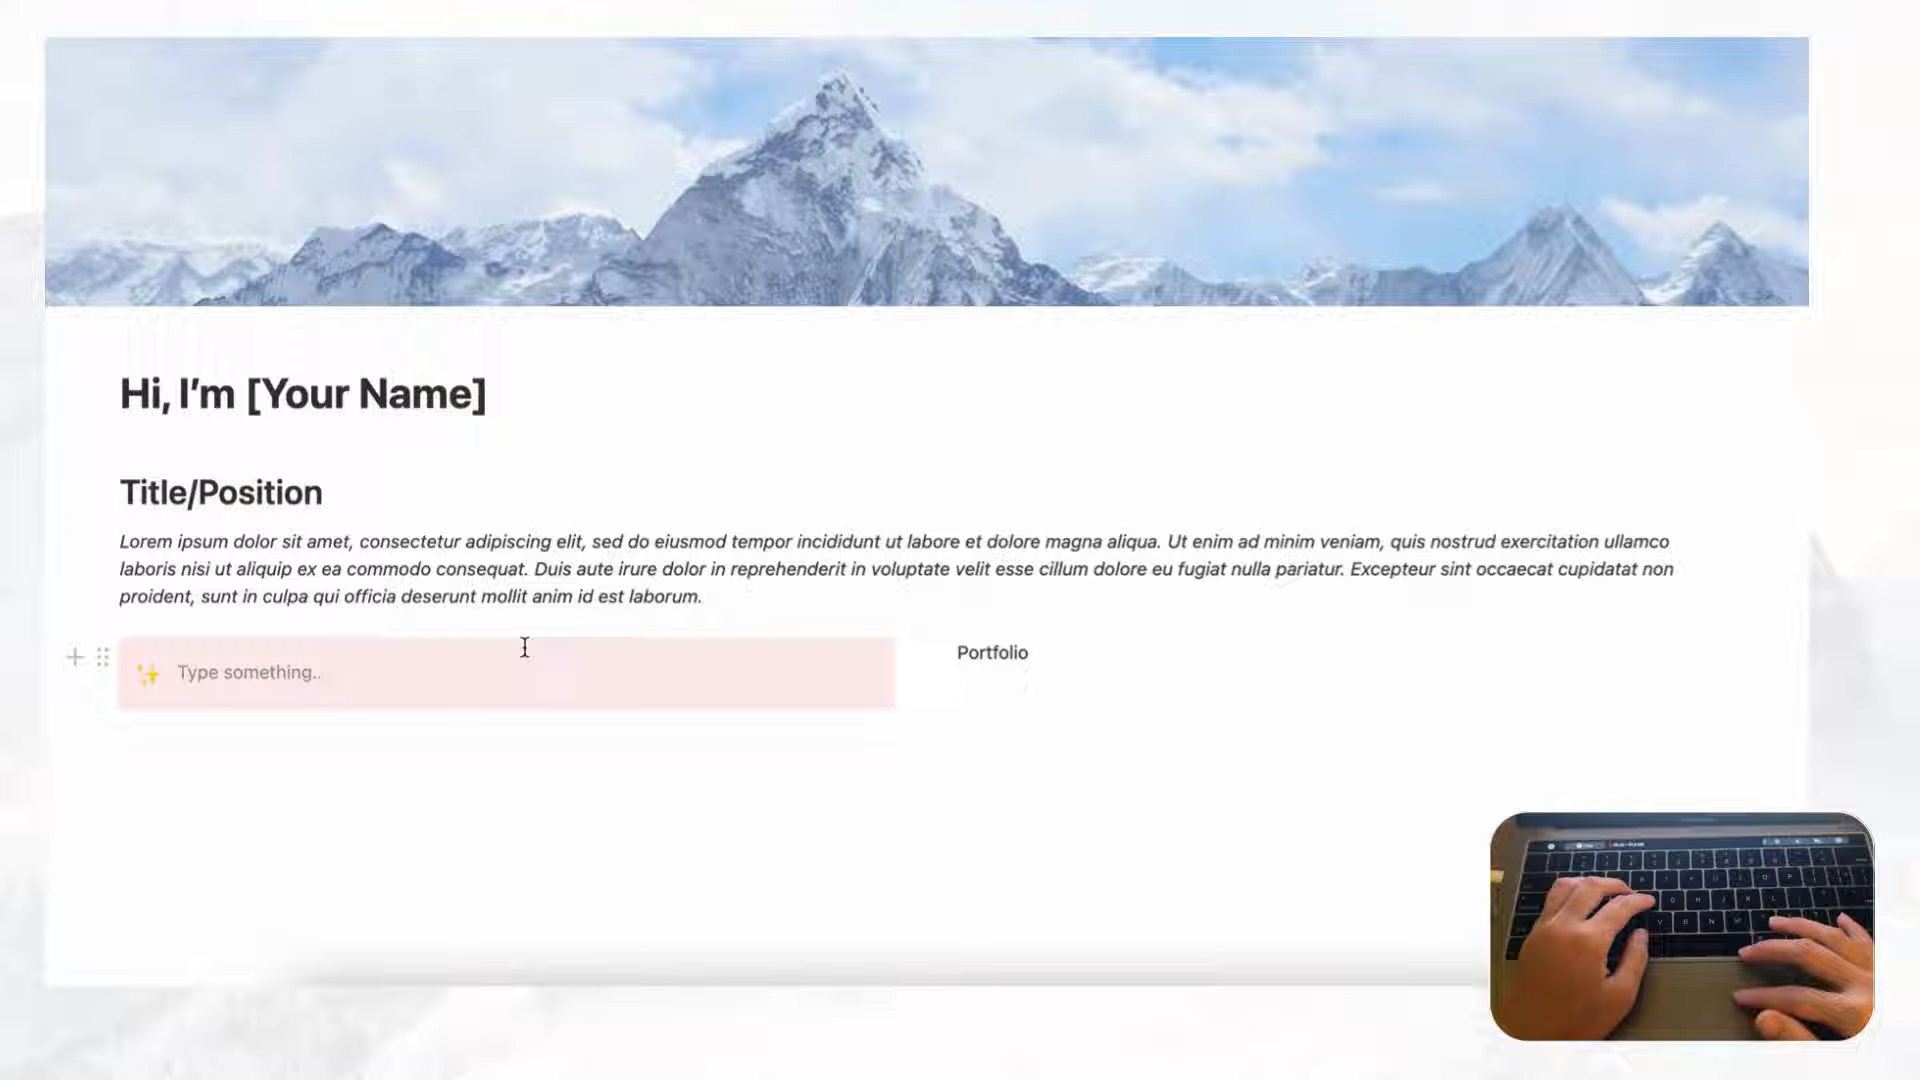 Hi, I’m [Your Name]
Title/Position
Lorem ipsum dolor sit amet, consectetur adipiscing elit, sed do eiusmod tempor incididunt ut labore et dolore magna aliqua. Ut enim ad minim veniam, quis nostrud exercitation ullamco
laboris nisi ut aliquip ex ea commodo consequat. Duis aute irure dolor in reprehenderit in voluptate velit esse cillum dolore eu fugiat nulla pariatur. Excepteur sint occaecat cupidatat non
proident, sunt in culpa qui officia deserunt mollit anim id est laborum.
Type something..
Portfolio